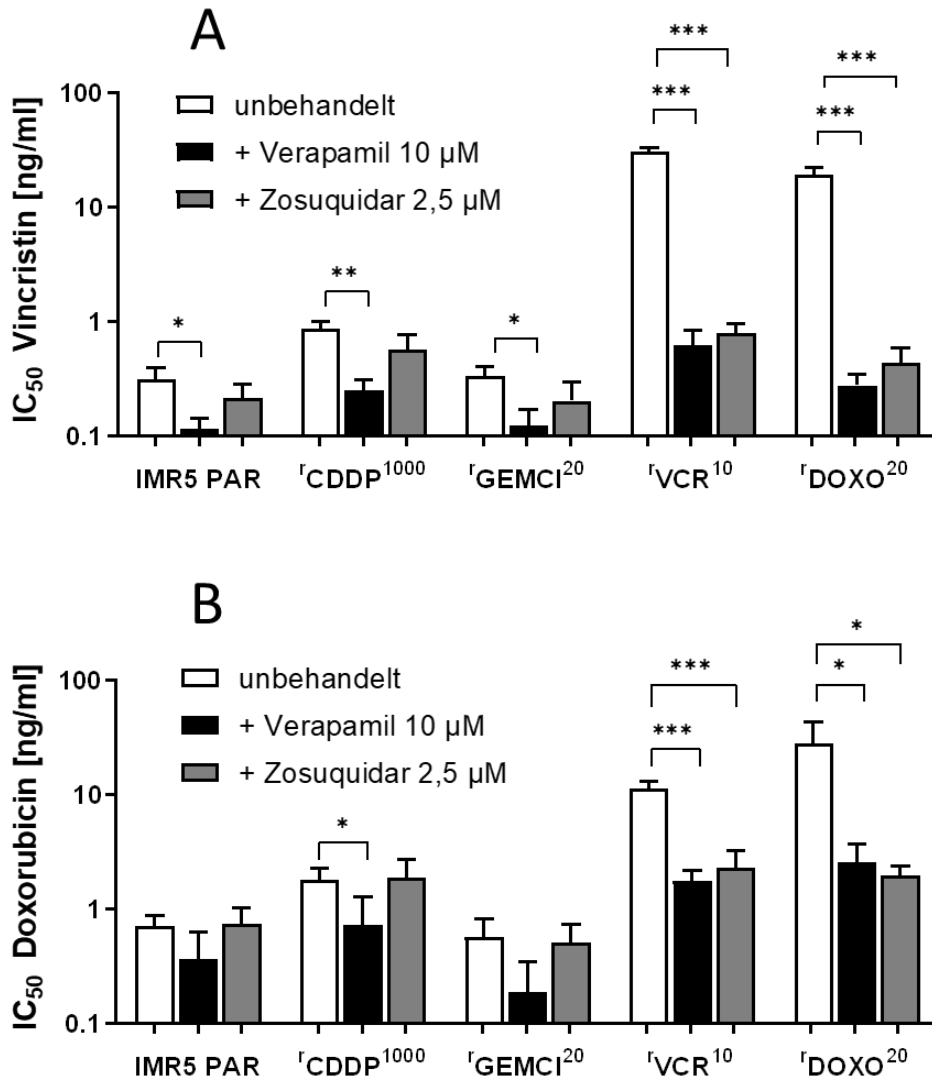 A
***
***
***
***
100
unbehandelt
+ Verapamil 10 µM
+ Zosuquidar 2,5 µM
10
**
*
*
1
0.1
IC50 Vincristin [ng/ml]
IMR5 PAR
rCDDP1000
rGEMCI20
rVCR10
rDOXO20
B
*
***
*
***
100
unbehandelt
+ Verapamil 10 µM
+ Zosuquidar 2,5 µM
10
*
1
0.1
IC50 Doxorubicin [ng/ml]
IMR5 PAR
rCDDP1000
rGEMCI20
rVCR10
rDOXO20